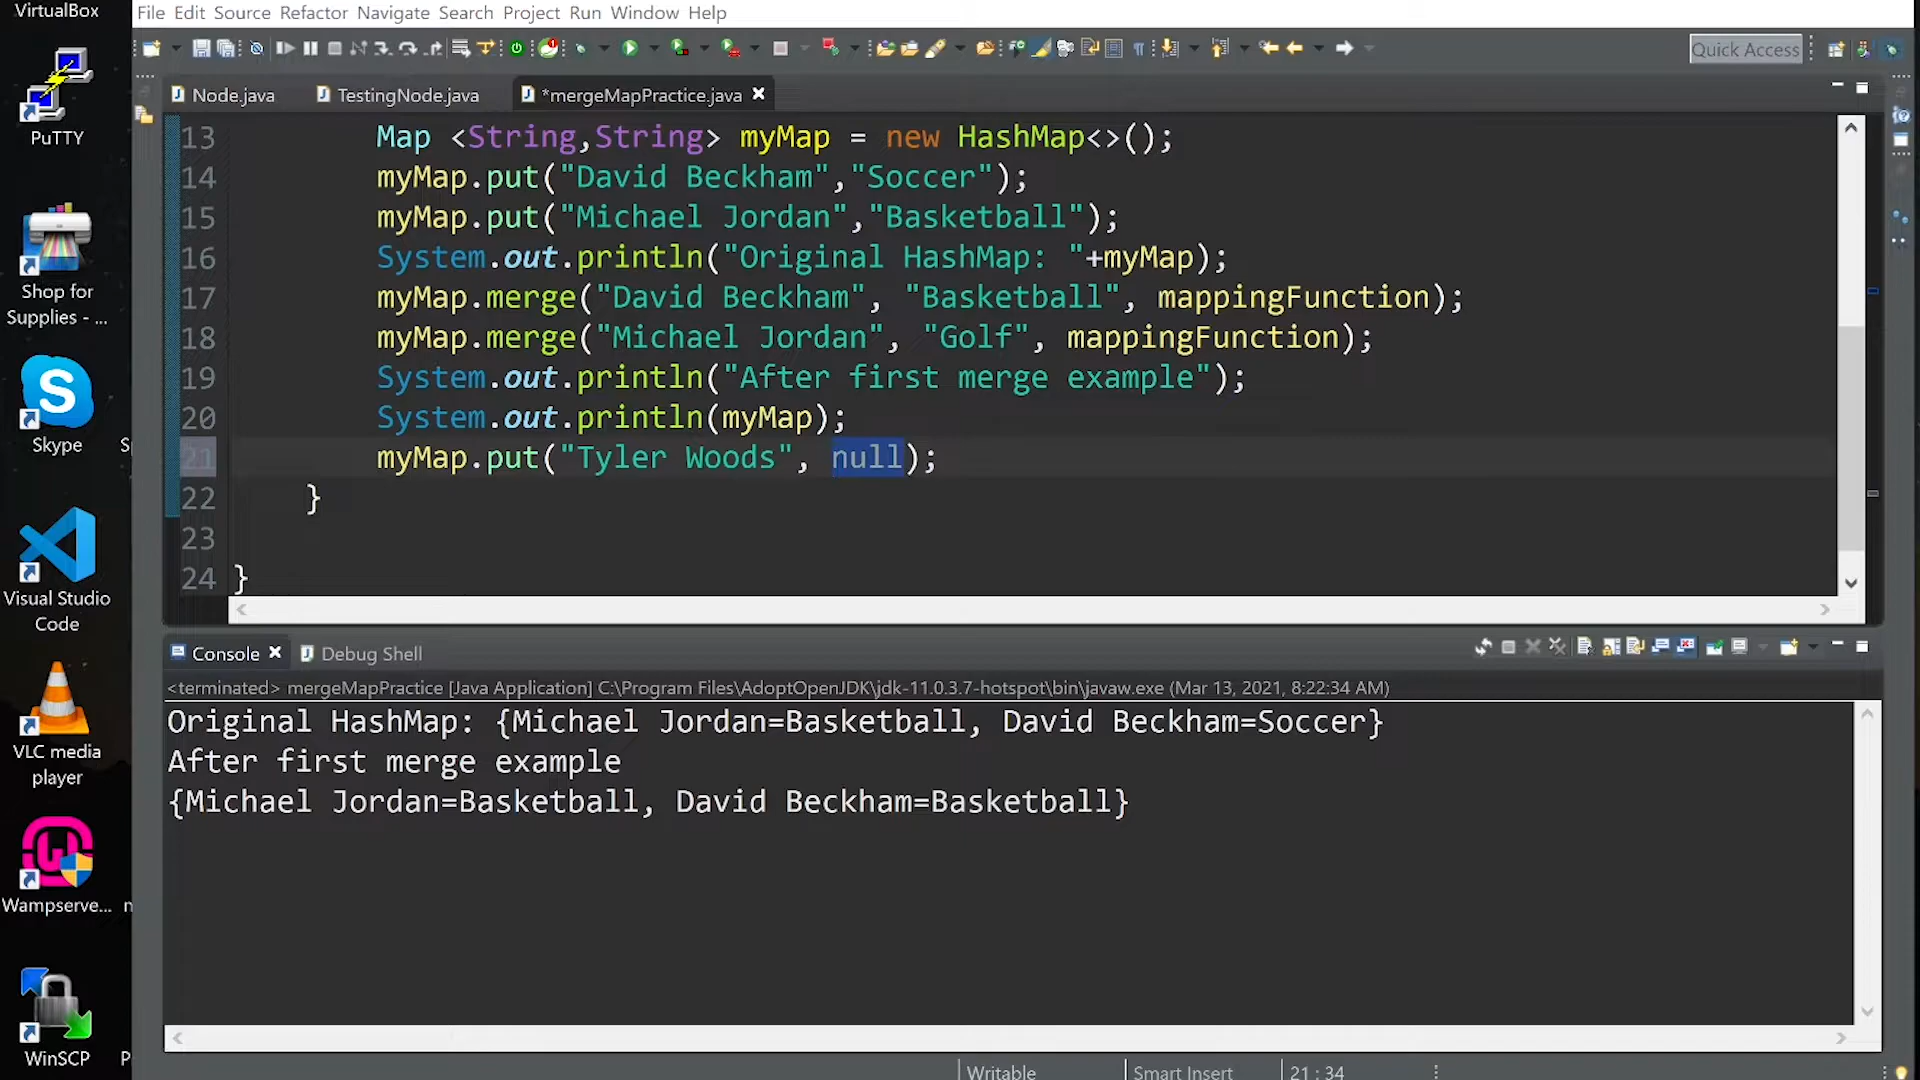 VirtualBox
File Edit Source Refactor Navigate Search Project Run Window Help
Quick Access
PuTTY
Node.java TestingNode.java *mergeMapPractice.java
13 Map <String,String> myMap = new HashMap<>();
14 myMap.put("David Beckham","Soccer");
15 myMap.put("Michael Jordan","Basketball");
16 System.out.println("Original HashMap: "+myMap);
17 myMap.merge("David Beckham", "Basketball", mappingFunction);
18 myMap.merge("Michael Jordan", "Golf", mappingFunction);
19 System.out.println("After first merge example");
20 System.out.println(myMap);
21 myMap.put("Tyler Woods", null);
22 }
23
24 }
Shop for
Supplies - ...
Skype
S
Visual Studio
Code
VLC media
player
Wampserve...
WinSCP
P
Console Debug Shell
<terminated> mergeMapPractice [Java Application] C:\Program Files\AdoptOpenJDK\jdk-11.0.3.7-hotspot\bin\javaw.exe (Mar 13, 2021, 8:22:34 AM)
Original HashMap: {Michael Jordan=Basketball, David Beckham=Soccer}
After first merge example
{Michael Jordan=Basketball, David Beckham=Basketball}
Writable Smart Insert 21 : 34